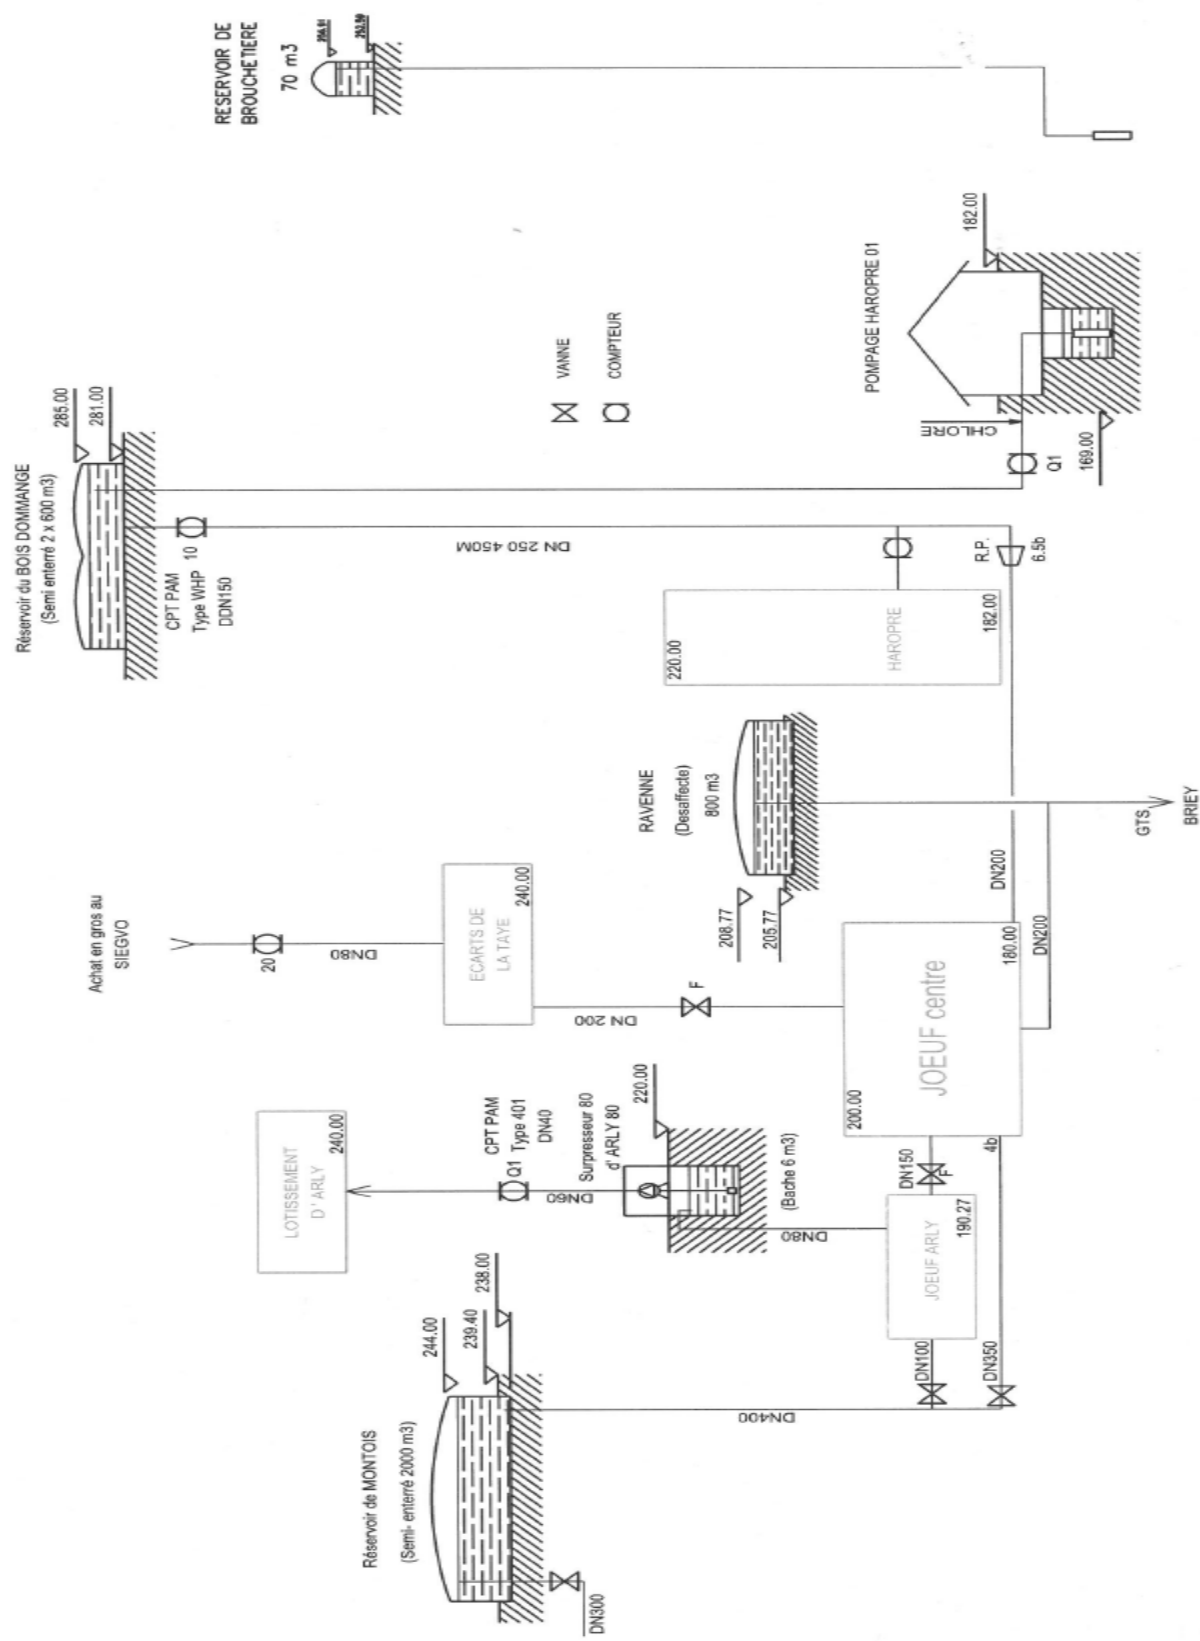 RESERVOIR DE
BROUCHETIERE
70 m3
256.91
253.59
Réservoir du BOIS DOMMANGE
(Semi enterré 2 x 600 m3)
285.00
281.00
CPT PAM
Type WHP 10
DDN150
DN 250 450M
VANNE
COMPTEUR
POMPAGE HAROPRE 01
182.00
CHLORE
Q1
169.00
R.P.
6.5b
220.00
HAROPRE
182.00
RAVENNE
(Desaffecte)
800 m3
208.77
205.77
GTS
BRIEY
DN200
DN200
Achat en gros au
SIEGVO
20
DN80
ECARTS DE
LA TAYE
240.00
DN 200
F
JOEUF centre
200.00
180.00
LOTISSEMENT
D' ARLY
240.00
CPT PAM
Q1 Type 401
DN40
DN60
Surpresseur 80
d' ARLY 80
220.00
(Bache 6 m3)
DN80
DN150
F
4b
JOEUF ARLY
190.27
Réservoir de MONTOIS
(Semi- enterré 2000 m3)
244.00
239.40
238.00
DN400
DN100
DN350
DN300